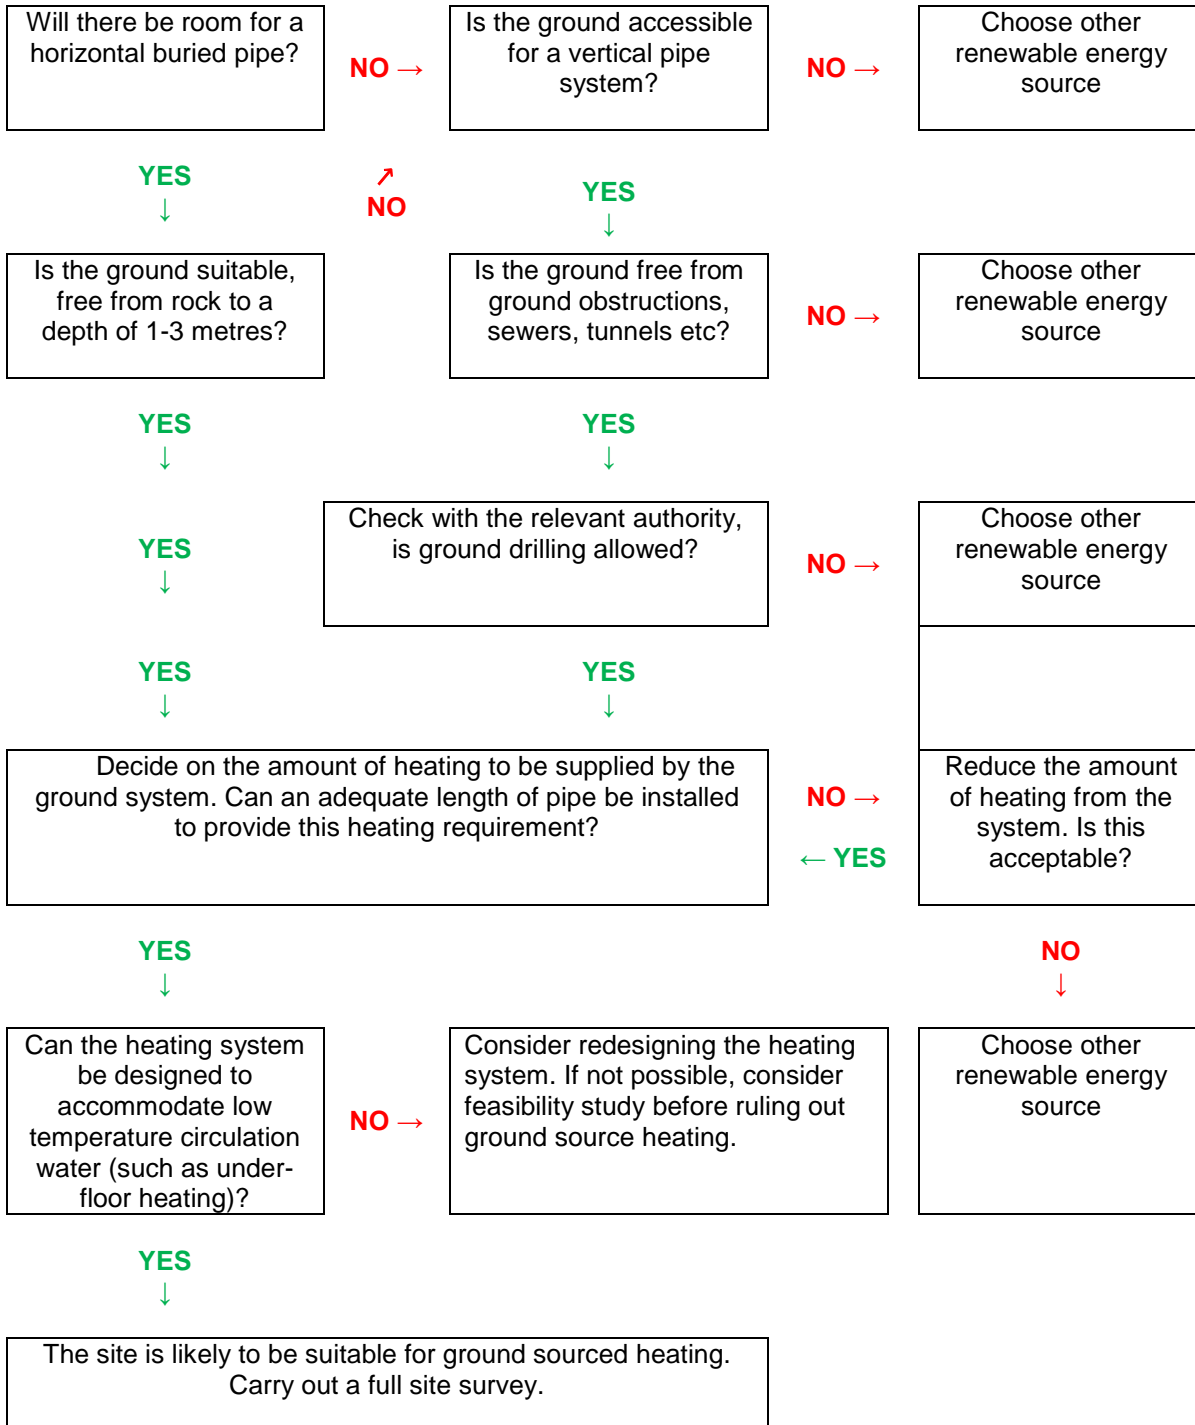 Will there be room for a
horizontal buried pipe?
NO →
Is the ground accessible
for a vertical pipe
system?
NO →
Choose other
renewable energy
source
YES
↓
↗
NO
YES
↓
Is the ground suitable,
free from rock to a
depth of 1-3 metres?
Is the ground free from
ground obstructions,
sewers, tunnels etc?
NO →
Choose other
renewable energy
source
YES
↓
YES
↓
YES
↓
Check with the relevant authority,
is ground drilling allowed?
NO →
Choose other
renewable energy
source
YES
↓
YES
↓
Decide on the amount of heating to be supplied by the
ground system. Can an adequate length of pipe be installed
to provide this heating requirement?
NO →
← YES
Reduce the amount
of heating from the
system. Is this
acceptable?
YES
↓
NO
↓
Can the heating system
be designed to
accommodate low
temperature circulation
water (such as under-
floor heating)?
NO →
Consider redesigning the heating
system. If not possible, consider
feasibility study before ruling out
ground source heating.
Choose other
renewable energy
source
YES
↓
The site is likely to be suitable for ground sourced heating.
Carry out a full site survey.